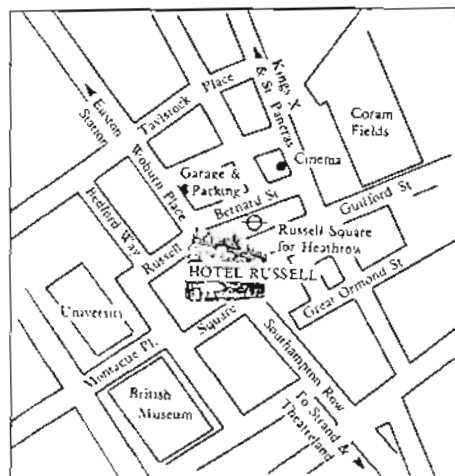 Kings X
& St. Pancras
Tavistock Place
Easton
Station
Coram
Fields
Cinema
Woburn Place
Garage &
Parking
Bedford Way
Bernard St
Guilford St
Russell Square
for Heathrow
Russell
HOTEL RUSSELL
Great Ormond St
University
Square
Montague Pl.
Southampton Row
British
Museum
To Strand &
Theatreland